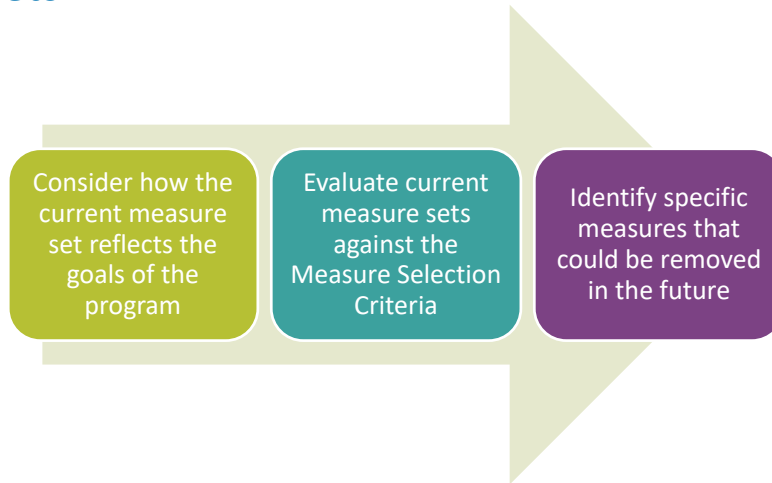 Consider how the
current measure
set reflects the
goals of the
program
Evaluate current
measure sets
against the
Measure Selection
Criteria
Identify specific
measures that
could be removed
in the future